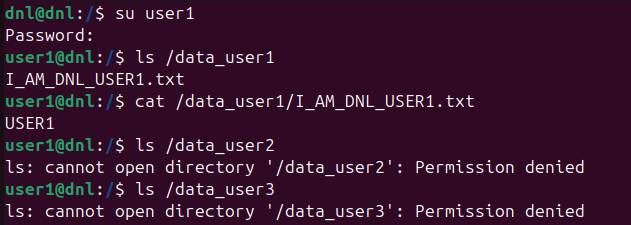 dnl@dnl:/$ su user1
Password:
user1@dnl:/$ ls /data_user1
I_AM_DNL_USER1.txt
user1@dnl:/$ cat /data_user1/I_AM_DNL_USER1.txt
USER1
user1@dnl:/$ ls /data_user2
ls: cannot open directory '/data_user2': Permission denied
user1@dnl:/$ ls /data_user3
ls: cannot open directory '/data_user3': Permission denied